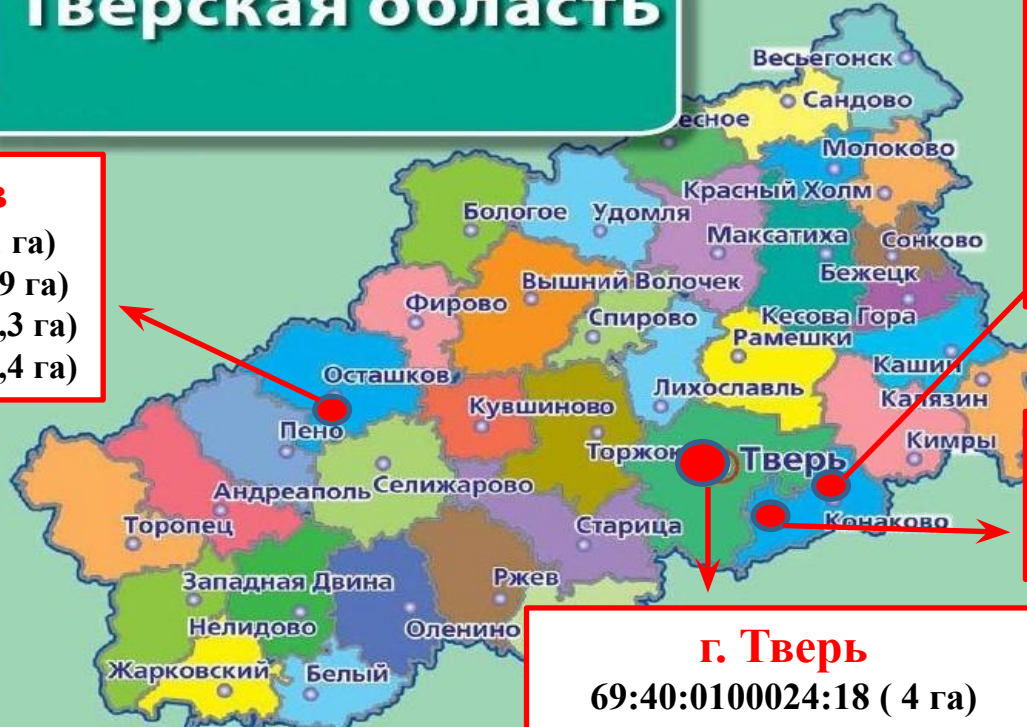 Тверская область
Весьегонск
Сандово
есное
Молоково
Красный Холм
Бологое
Удомля
Максатиха
Сонково
Бежецк
Вышний Волочек
Фирово
Спирово
Кесова Гора
Рамешки
Кашин
Осташков
Лихославль
Калязин
Кувшиново
Пено
Кимры
Торжок
Тверь
Андреаполь
Селижарово
Торопец
Старица
Конаково
Западная Двина
Ржев
Нелидово
Оленино
Жарковский
Белый
в
га)
9 га)
,3 га)
,4 га)
г. Тверь
69:40:0100024:18 ( 4 га)